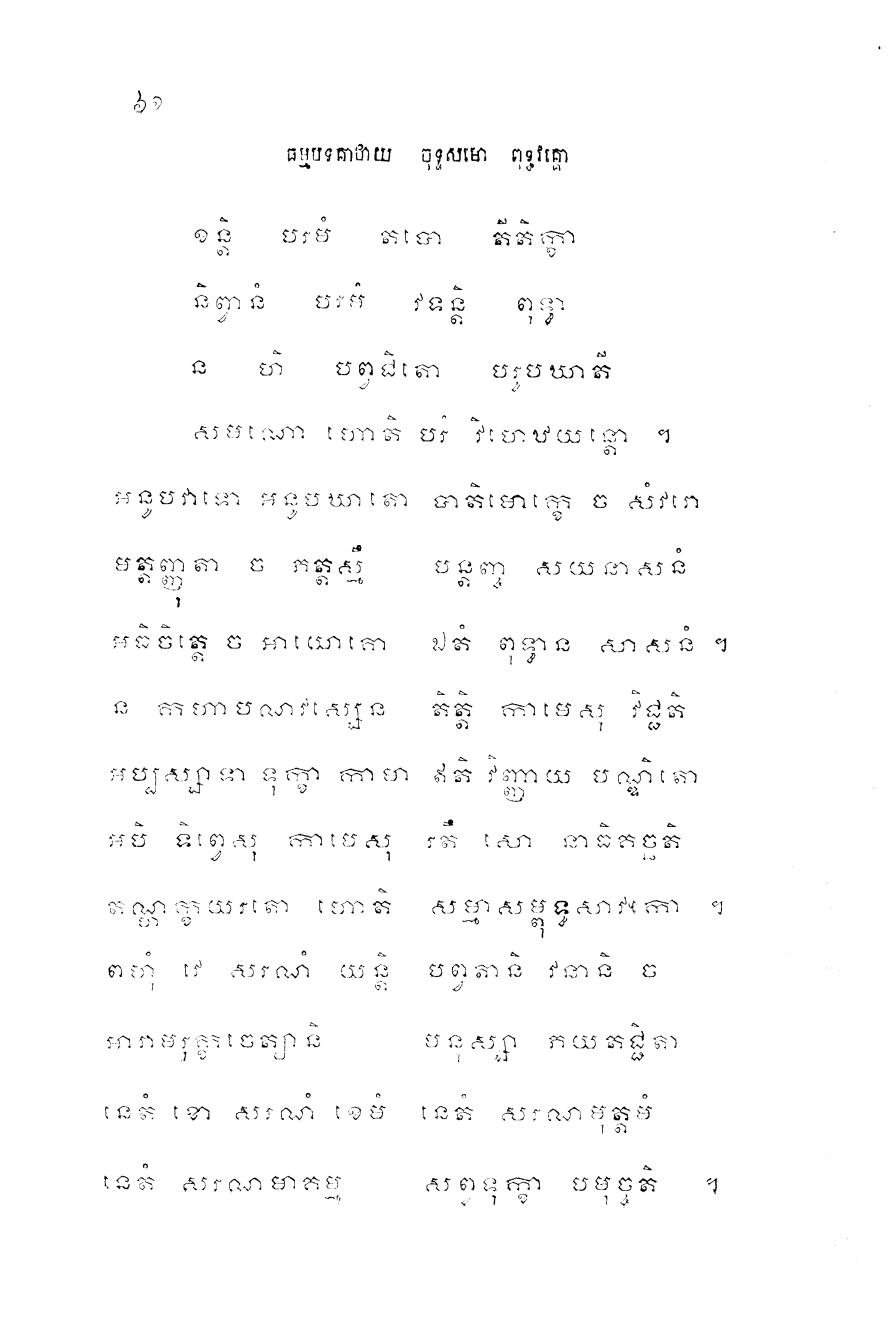 ៦១
ធម្មបទគាថាយ ចុទ្ទសមោ ពុទ្ធវគ្គោ
ខន្តិ បរមំ តបោ តីតិក្ខា
និព្វានំ បរមំ វទន្តិ ពុទ្ធា
ន ហិ បព្វជិតោ បរូបឃាតី
សមណោ ហោតិ បរំ វិហេឋយន្តោ ។
អនូបវាទោ អនូបឃាតោ បាតិមោក្ខេ ច សំវរោ
មត្តញ្ញុតា ច ភត្តស្មឹ បន្តញ្ច សយនាសនំ
អធិចិត្តេ ច អាយោគោ ឯតំ ពុទ្ធាន សាសនំ ។
ន កហាបណវស្សេន តិត្តិ កាមេសុ វិជ្ជតិ
អប្បស្សាទា ទុក្ខា កាមា ឥតិ វិញ្ញាយ បណ្ឌិតោ
អបិ ទិព្វេសុ កាមេសុ រតឹ សោ នាធិគច្ឆតិ
តណ្ហក្ខយរតោ ហោតិ សម្មាសម្ពុទ្ធសាវកោ ។
ពហុំ វេ សរណំ យន្តិ បព្វតានិ វនានិ ច
អារាមរុក្ខចេត្យានិ មនុស្សា ភយតជ្ជិតា
នេតំ ខោ សរណំ ខេមំ នេតំ សរណមុត្តមំ
នេតំ សរណមាគម្ម សព្វទុក្ខា បមុច្ចតិ ។